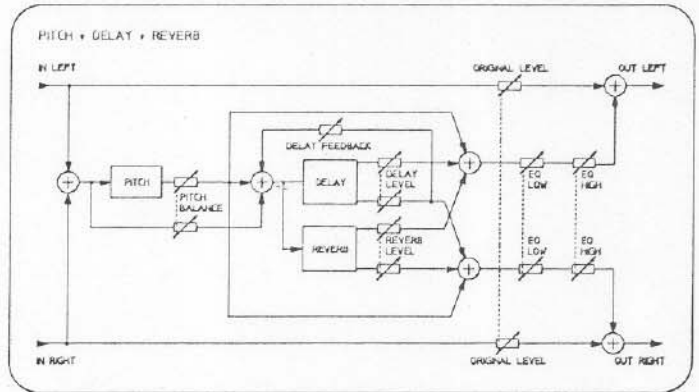 PITCH + DELAY + REVERB
IN LEFT
ORIGINAL LEVEL
OUT LEFT
DELAY FEEDBACK
PITCH
DELAY
PITCH
BALANCE
DELAY
LEVEL
EQ
LOW
EQ
HIGH
REVERB
REVERB
LEVEL
EQ
LOW
EQ
HIGH
IN RIGHT
ORIGINAL LEVEL
OUT RIGHT